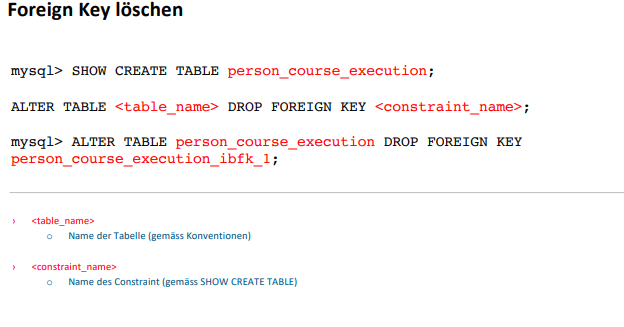 Foreign Key löschen
mysql> SHOW CREATE TABLE person_course_execution;
ALTER TABLE <table_name> DROP FOREIGN KEY <constraint_name>;
mysql> ALTER TABLE person_course_execution DROP FOREIGN KEY
person_course_execution_ibfk_1;
› <table_name>
o Name der Tabelle (gemäss Konventionen)
› <constraint_name>
o Name des Constraint (gemäss SHOW CREATE TABLE)